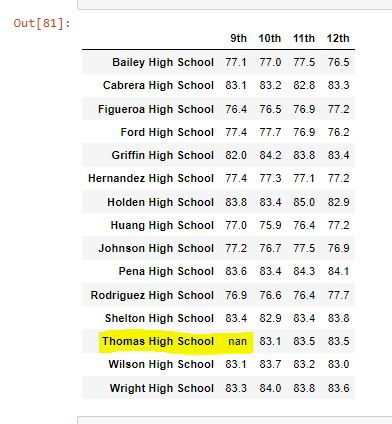 Out[81]:
9th 10th 11th 12th
Bailey High School 77.1 77.0 77.5 76.5
Cabrera High School 83.1 83.2 82.8 83.3
Figueroa High School 76.4 76.5 76.9 77.2
Ford High School 77.4 77.7 76.9 76.2
Griffin High School 82.0 84.2 83.8 83.4
Hernandez High School 77.4 77.3 77.1 77.2
Holden High School 83.8 83.4 85.0 82.9
Huang High School 77.0 75.9 76.4 77.2
Johnson High School 77.2 76.7 77.5 76.9
Pena High School 83.6 83.4 84.3 84.1
Rodriguez High School 76.9 76.6 76.4 77.7
Shelton High School 83.4 82.9 83.4 83.8
Thomas High School nan 83.1 83.5 83.5
Wilson High School 83.1 83.7 83.2 83.0
Wright High School 83.3 84.0 83.8 83.6